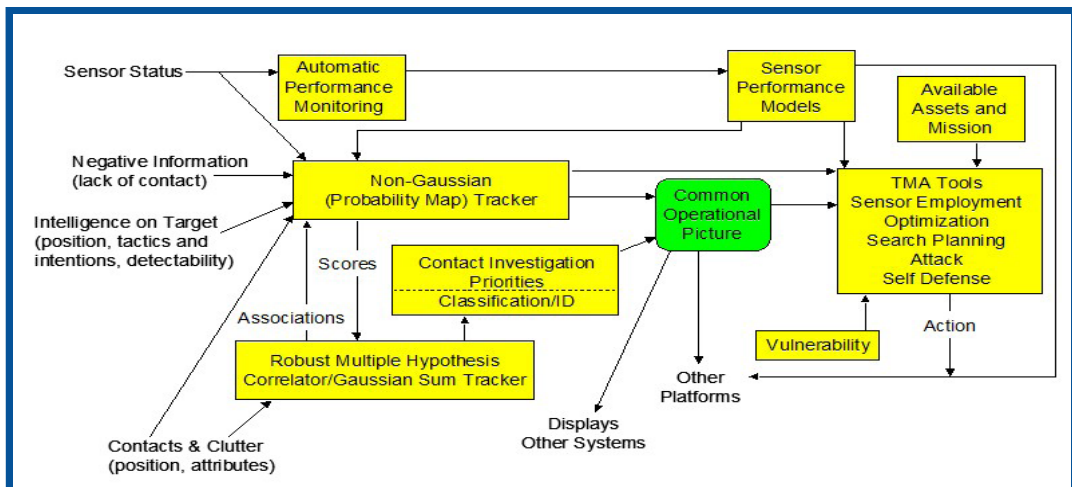 Sensor Status
Automatic
Performance
Monitoring
Sensor
Performance
Models
Available
Assets and
Mission
Negative Information
(lack of contact)
Non-Gaussian
(Probability Map) Tracker
Common
Operational
Picture
TMA Tools
Sensor Employment
Optimization
Search Planning
Attack
Self Defense
Intelligence on Target
(position, tactics and
intentions, detectability)
Scores
Contact Investigation
Priorities
Classification/ID
Associations
Action
Vulnerability
Robust Multiple Hypothesis
Correlator/Gaussian Sum Tracker
Other
Platforms
Displays
Other Systems
Contacts & Clutter
(position, attributes)